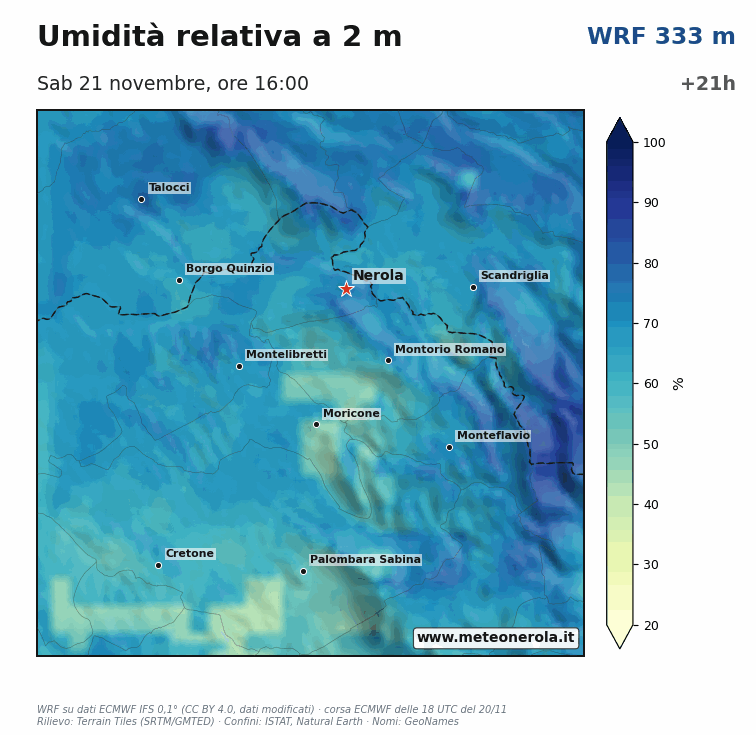 Umidità relativa a 2 m
WRF 333 m
Sab 21 novembre, ore 16:00
+21h
Talocci
Borgo Quinzio
Nerola
Scandriglia
Montelibretti
Montorio Romano
Moricone
Monteflavio
Cretone
Palombara Sabina
www.meteonerola.it
100
90
80
70
60
50
40
30
20
%
WRF su dati ECMWF IFS 0,1° (CC BY 4.0, dati modificati) · corsa ECMWF delle 18 UTC del 20/11
Rilievo: Terrain Tiles (SRTM/GMTED) · Confini: ISTAT, Natural Earth · Nomi: GeoNames